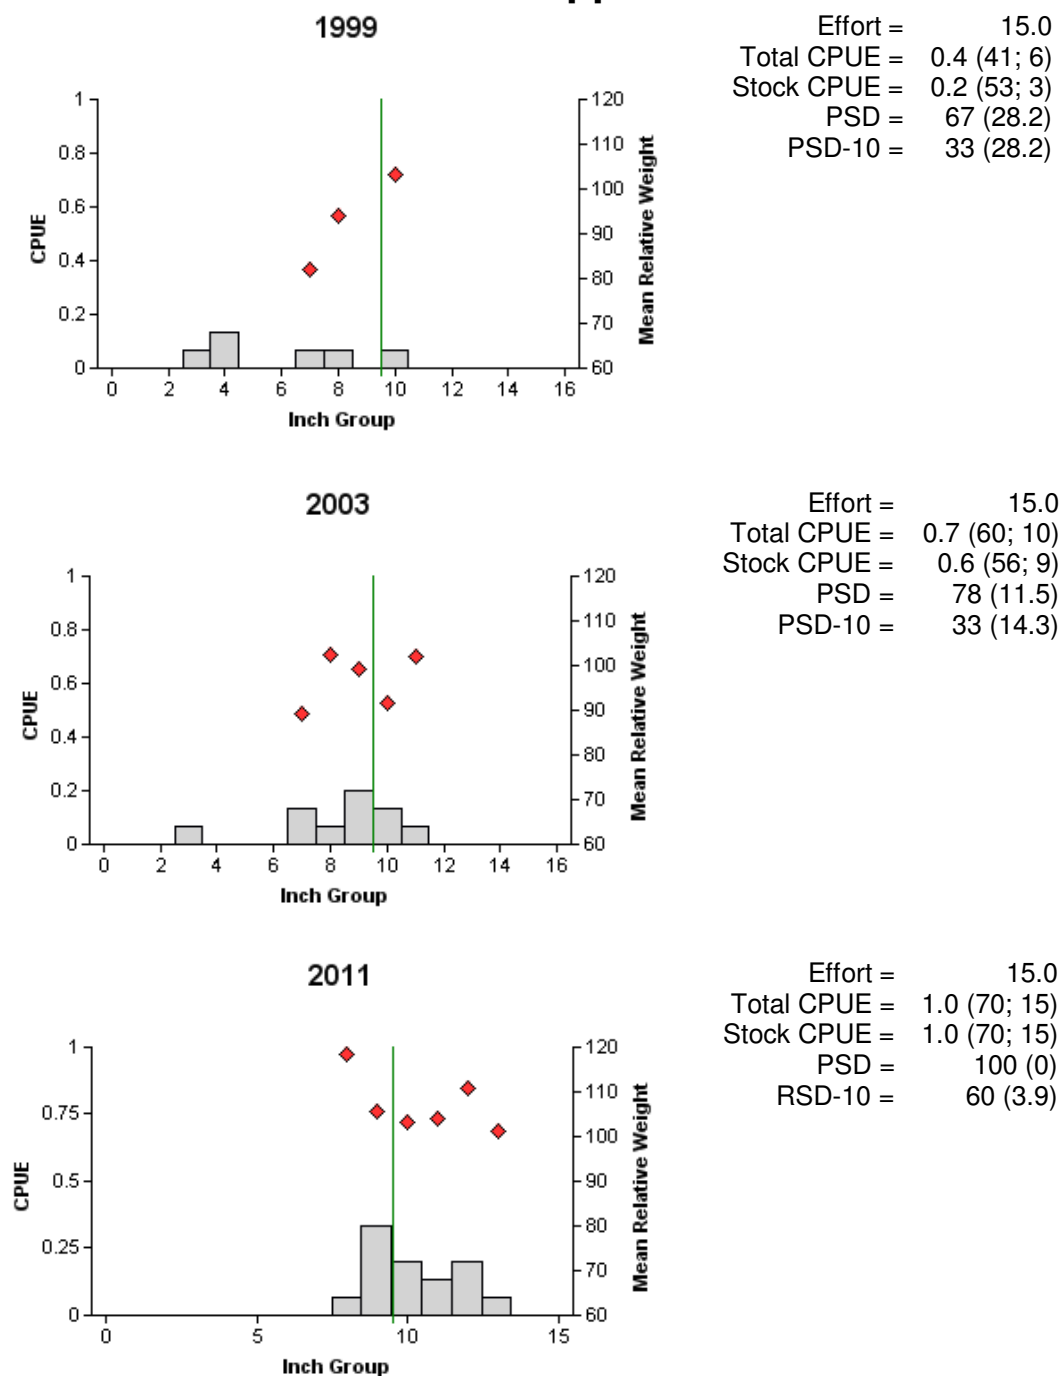 pp
1999
Effort = 15.0
Total CPUE = 0.4 (41; 6)
Stock CPUE = 0.2 (53; 3)
PSD = 67 (28.2)
PSD-10 = 33 (28.2)
1
0.8
0.6
0.4
0.2
0
CPUE
120
110
100
90
80
70
60
Mean Relative Weight
0 2 4 6 8 10 12 14 16
Inch Group
2003
Effort = 15.0
Total CPUE = 0.7 (60; 10)
Stock CPUE = 0.6 (56; 9)
PSD = 78 (11.5)
PSD-10 = 33 (14.3)
1
0.8
0.6
0.4
0.2
0
CPUE
120
110
100
90
80
70
60
Mean Relative Weight
0 2 4 6 8 10 12 14 16
Inch Group
2011
Effort = 15.0
Total CPUE = 1.0 (70; 15)
Stock CPUE = 1.0 (70; 15)
PSD = 100 (0)
RSD-10 = 60 (3.9)
1
0.75
0.5
0.25
0
CPUE
120
110
100
90
80
70
60
Mean Relative Weight
0 5 10 15
Inch Group